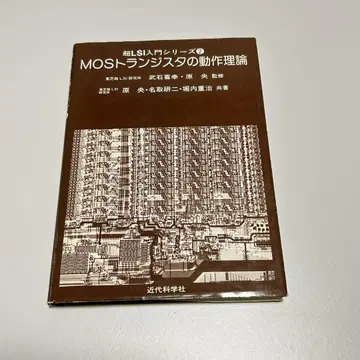 超LSI入門シリーズ2
MOSトランジスタの動作理論
東芝超LSI研究所 武石喜幸・原 央 監修
東芝超LSI研究所 原 央・名取研二・堀内重治 共著
近代科学社